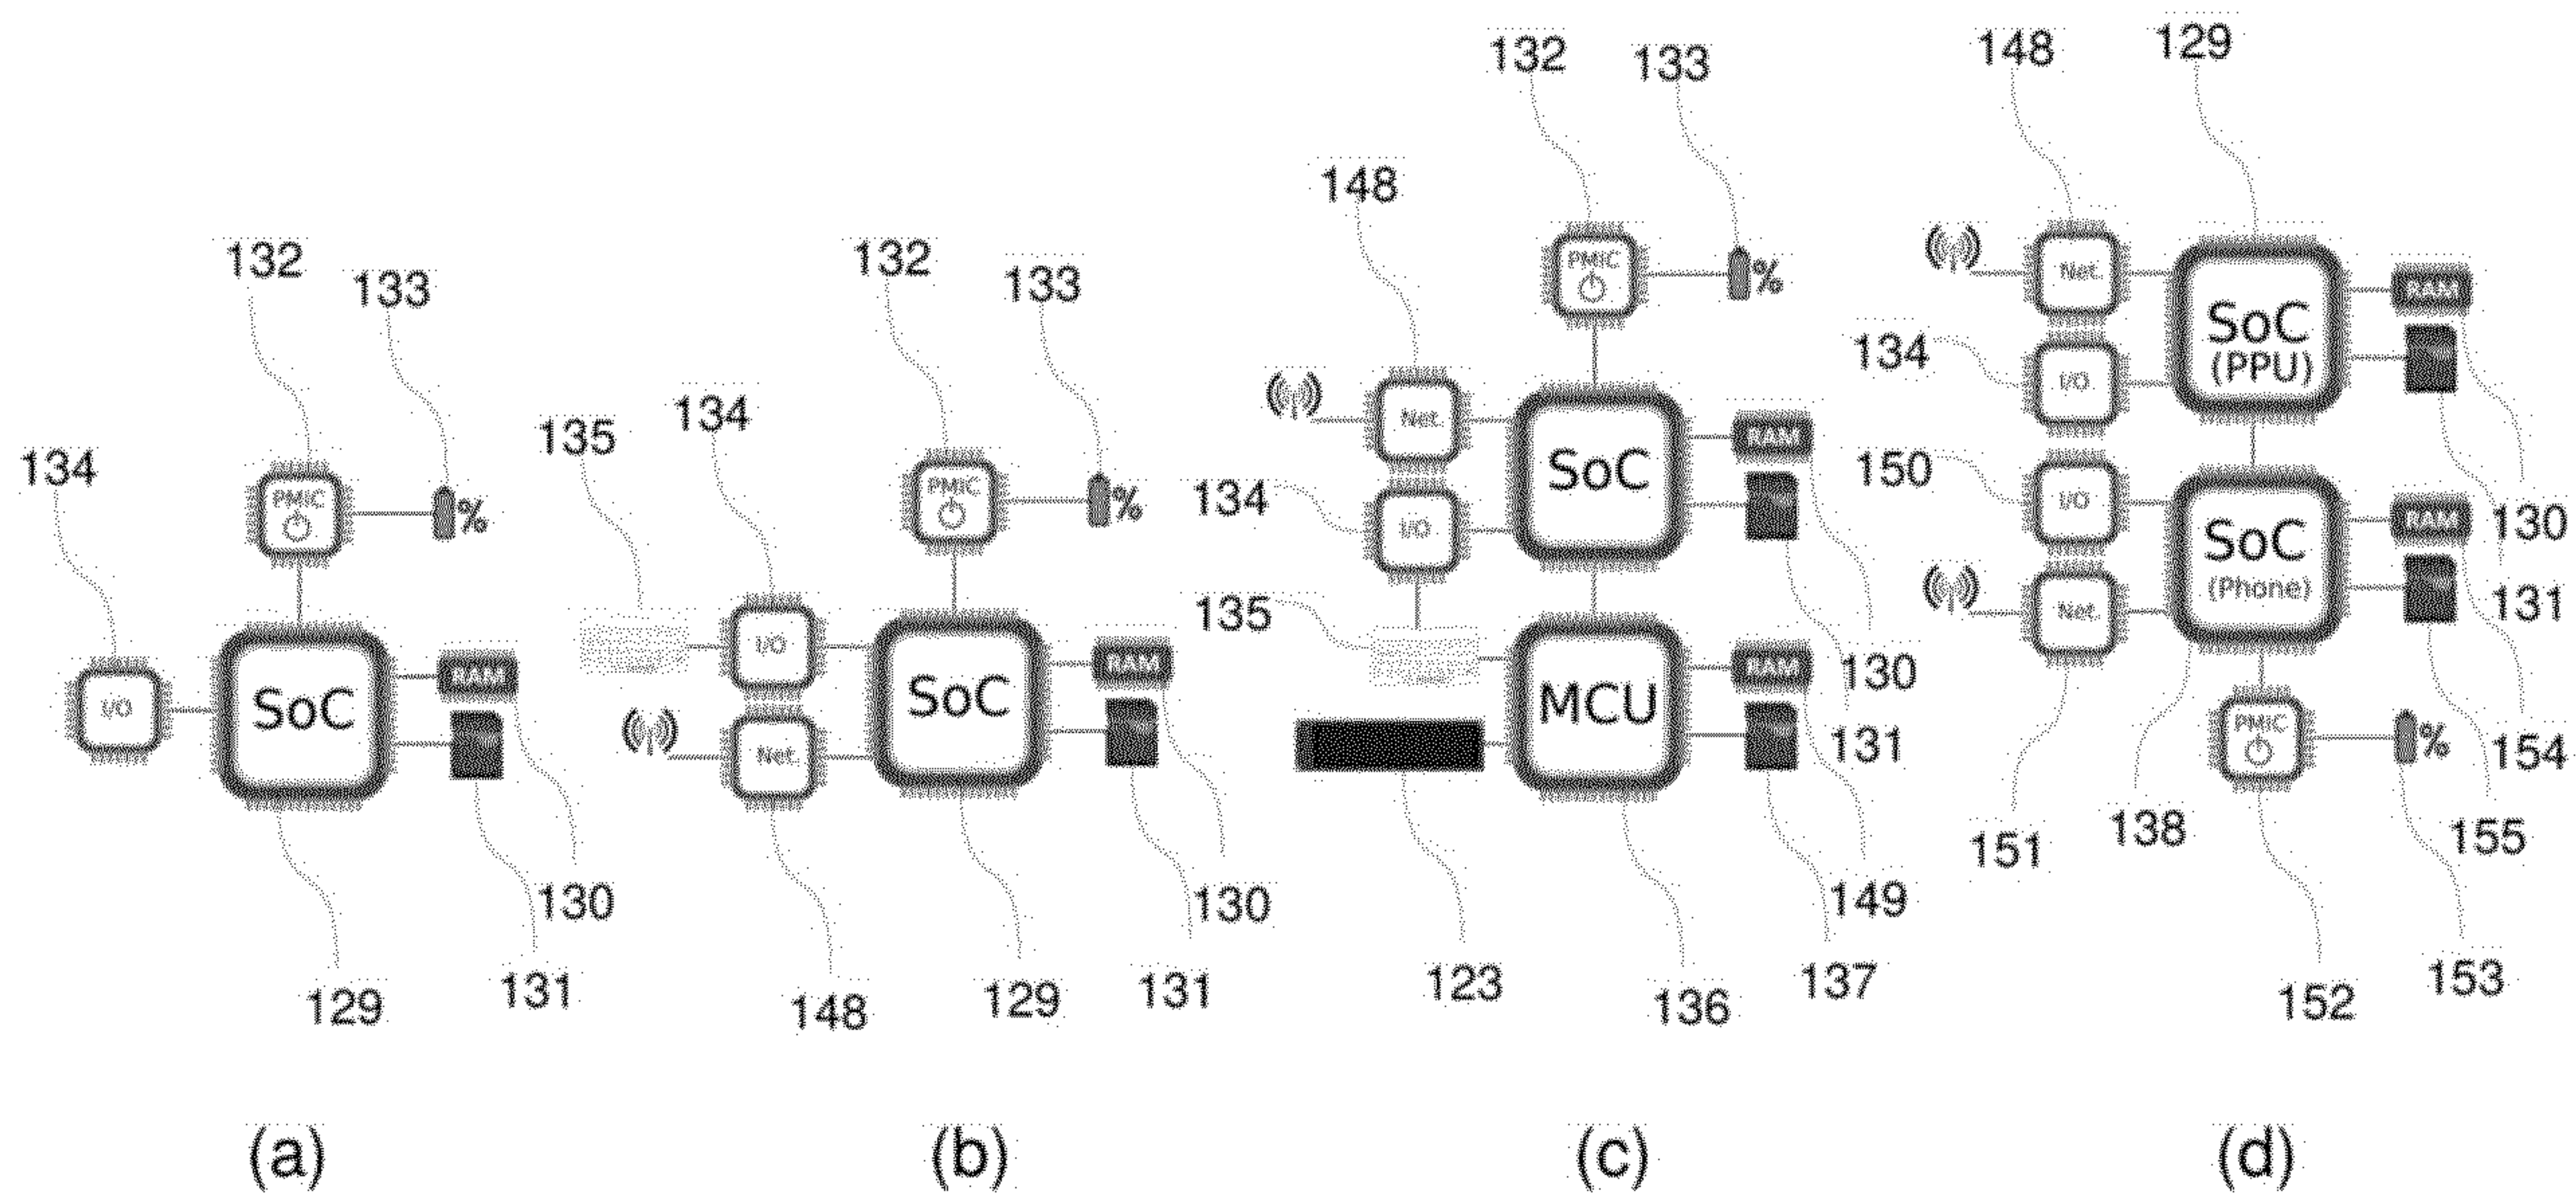 132
133
134
PMIC
%
I/O
SoC
RAM
130
131
129
(a)
132
133
135
134
PMIC
%
I/O
Net.
SoC
RAM
130
131
129
148
(b)
132
133
148
PMIC
%
Net.
134
I/O
SoC
RAM
135
130
131
MCU
RAM
149
137
123
136
(c)
148
129
Net.
SoC
(PPU)
RAM
134
I/O
150
I/O
130
131
SoC
(Phone)
RAM
Net.
154
155
PMIC
%
151
138
152
153
(d)